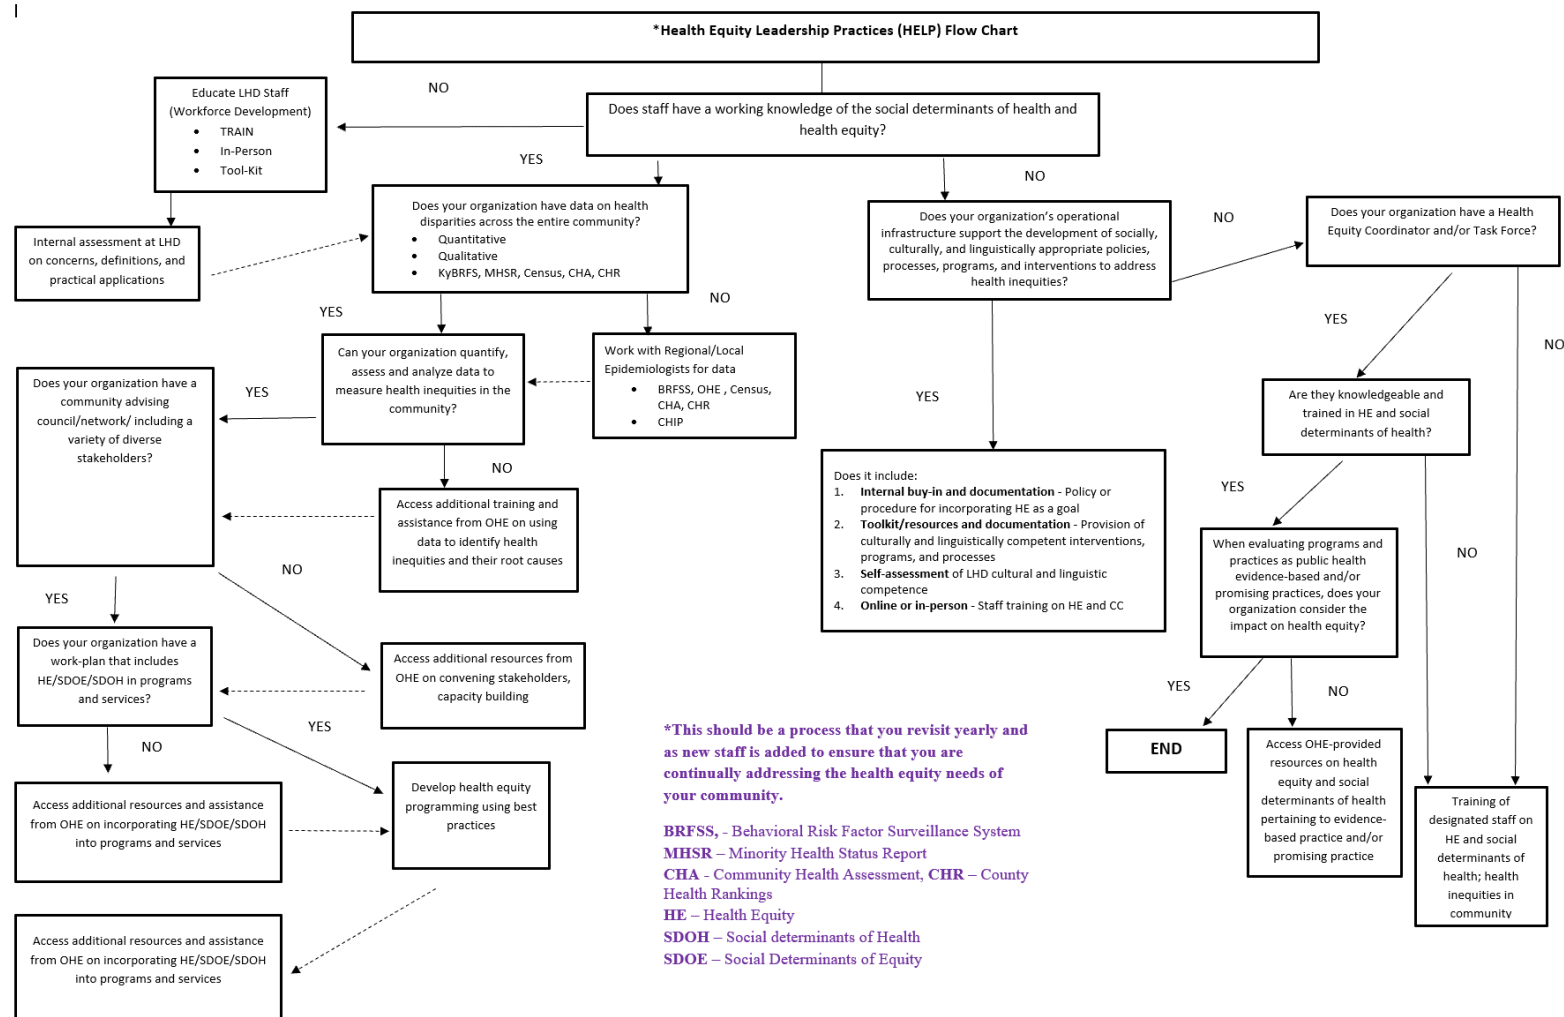 *Health Equity Leadership Practices (HELP) Flow Chart
NO
Educate LHD Staff
(Workforce Development)
• TRAIN
• In-Person
• Tool-Kit
Does staff have a working knowledge of the social determinants of health and
health equity?
YES
NO
Internal assessment at LHD
on concerns, definitions, and
practical applications
Does your organization have data on health
disparities across the entire community?
• Quantitative
• Qualitative
• KyBRFS, MHSR, Census, CHA, CHR
Does your organization's operational
infrastructure support the development of socially,
culturally, and linguistically appropriate policies,
processes, programs, and interventions to address
health inequities?
NO
Does your organization have a Health
Equity Coordinator and/or Task Force?
YES
NO
YES
NO
Can your organization quantify,
assess and analyze data to
measure health inequities in the
community?
Work with Regional/Local
Epidemiologists for data
• BRFSS, OHE , Census,
CHA, CHR
• CHIP
Does your organization have a
community advising
council/network/ including a
variety of diverse
stakeholders?
YES
YES
Are they knowledgeable and
trained in HE and social
determinants of health?
NO
Access additional training and
assistance from OHE on using
data to identify health
inequities and their root causes
Does it include:
1. Internal buy-in and documentation - Policy or
procedure for incorporating HE as a goal
2. Toolkit/resources and documentation - Provision of
culturally and linguistically competent interventions,
programs, and processes
3. Self-assessment of LHD cultural and linguistic
competence
4. Online or in-person - Staff training on HE and CC
YES
NO
When evaluating programs and
practices as public health
evidence-based and/or
promising practices, does your
organization consider the
impact on health equity?
NO
YES
Does your organization have a
work-plan that includes
HE/SDOE/SDOH in programs
and services?
Access additional resources from
OHE on convening stakeholders,
capacity building
YES
NO
YES
NO
END
Access OHE-provided
resources on health
equity and social
determinants of health
pertaining to evidence-
based practice and/or
promising practice
Training of
designated staff on
HE and social
determinants of
health; health
inequities in
community
Access additional resources and assistance
from OHE on incorporating HE/SDOE/SDOH
into programs and services
Develop health equity
programming using best
practices
Access additional resources and assistance
from OHE on incorporating HE/SDOE/SDOH
into programs and services
*This should be a process that you revisit yearly and
as new staff is added to ensure that you are
continually addressing the health equity needs of
your community.
BRFSS, - Behavioral Risk Factor Surveillance System
MHSR – Minority Health Status Report
CHA - Community Health Assessment, CHR – County
Health Rankings
HE – Health Equity
SDOH – Social determinants of Health
SDOE – Social Determinants of Equity